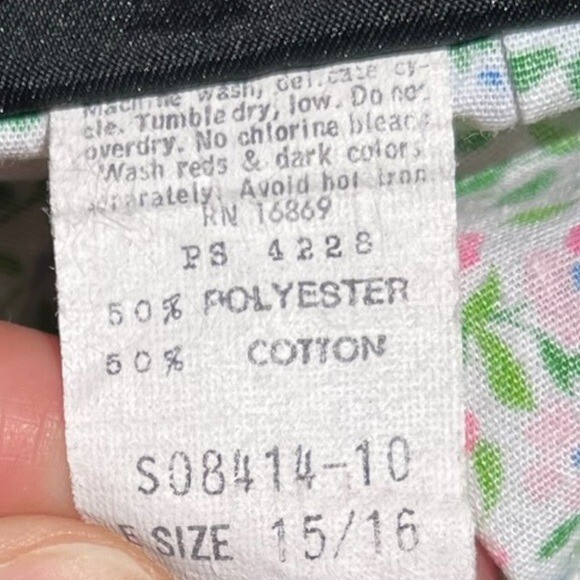 Machine wash, delicate cy-
cle. Tumble dry, low. Do not
overdry. No chlorine bleac
Wash reds & dark colors
separately. Avoid hot iron
RN 16869
PS 4228
50% POLYESTER
50% COTTON
S08414-10
E SIZE 15/16